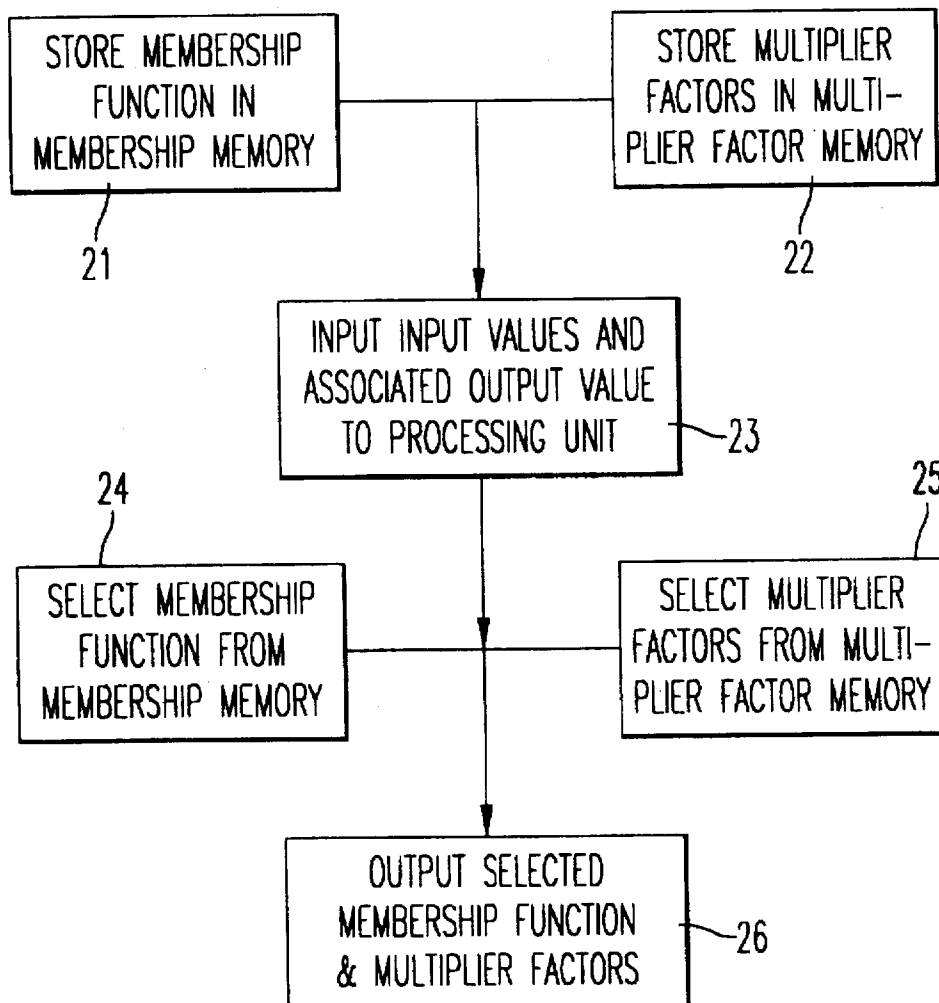 STORE MEMBERSHIP
FUNCTION IN
MEMBERSHIP MEMORY
21
STORE MULTIPLIER
FACTORS IN MULTI-
PLIER FACTOR MEMORY
22
INPUT INPUT VALUES AND
ASSOCIATED OUTPUT VALUE
TO PROCESSING UNIT
23
24
SELECT MEMBERSHIP
FUNCTION FROM
MEMBERSHIP MEMORY
25
SELECT MULTIPLIER
FACTORS FROM MULTI-
PLIER FACTOR MEMORY
OUTPUT SELECTED
MEMBERSHIP FUNCTION
& MULTIPLIER FACTORS
26